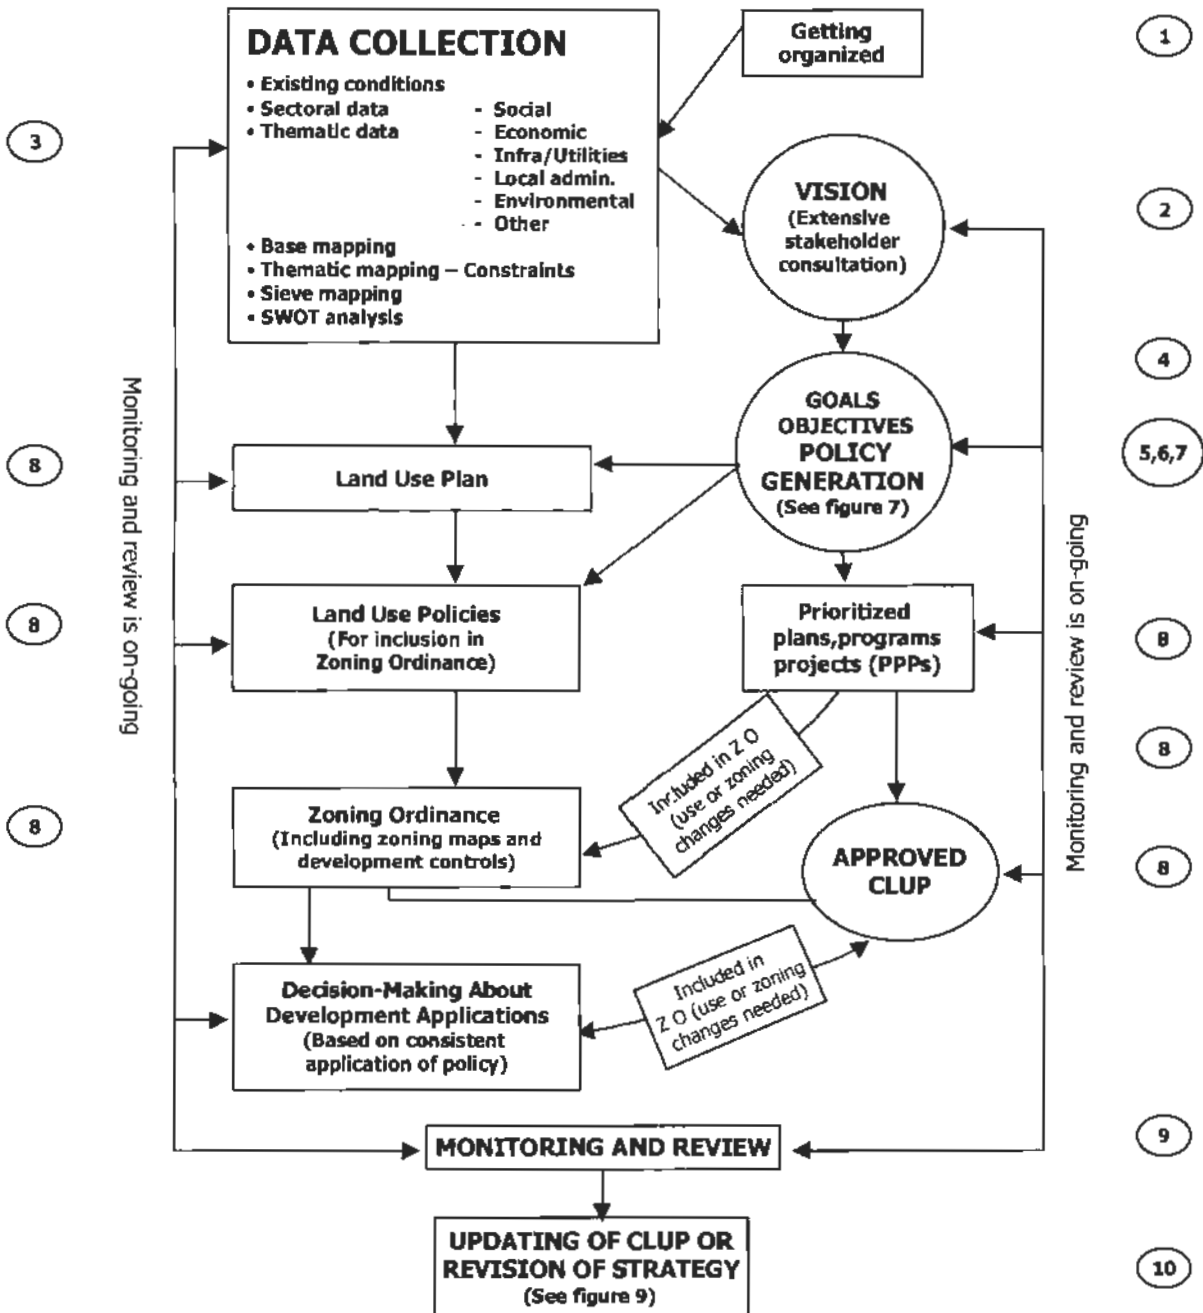 DATA COLLECTION
• Existing conditions
• Sectoral data
• Thematic data
- Social
- Economic
- Infra/Utilities
- Local admin.
- Environmental
- Other
• Base mapping
• Thematic mapping – Constraints
• Sieve mapping
• SWOT analysis
Getting
organized
1
3
VISION
(Extensive
stakeholder
consultation)
2
4
GOALS
OBJECTIVES
POLICY
GENERATION
(See figure 7)
5,6,7
Monitoring and review is on-going
8
Land Use Plan
8
Land Use Policies
(For inclusion in
Zoning Ordinance)
Prioritized
plans,programs
projects (PPPs)
8
Monitoring and review is on-going
Included in Z O
(use or zoning
changes needed)
8
8
Zoning Ordinance
(Including zoning maps and
development controls)
APPROVED
CLUP
8
Included in
Z O (use or zoning
changes needed)
Decision-Making About
Development Applications
(Based on consistent
application of policy)
MONITORING AND REVIEW
9
UPDATING OF CLUP OR
REVISION OF STRATEGY
(See figure 9)
10